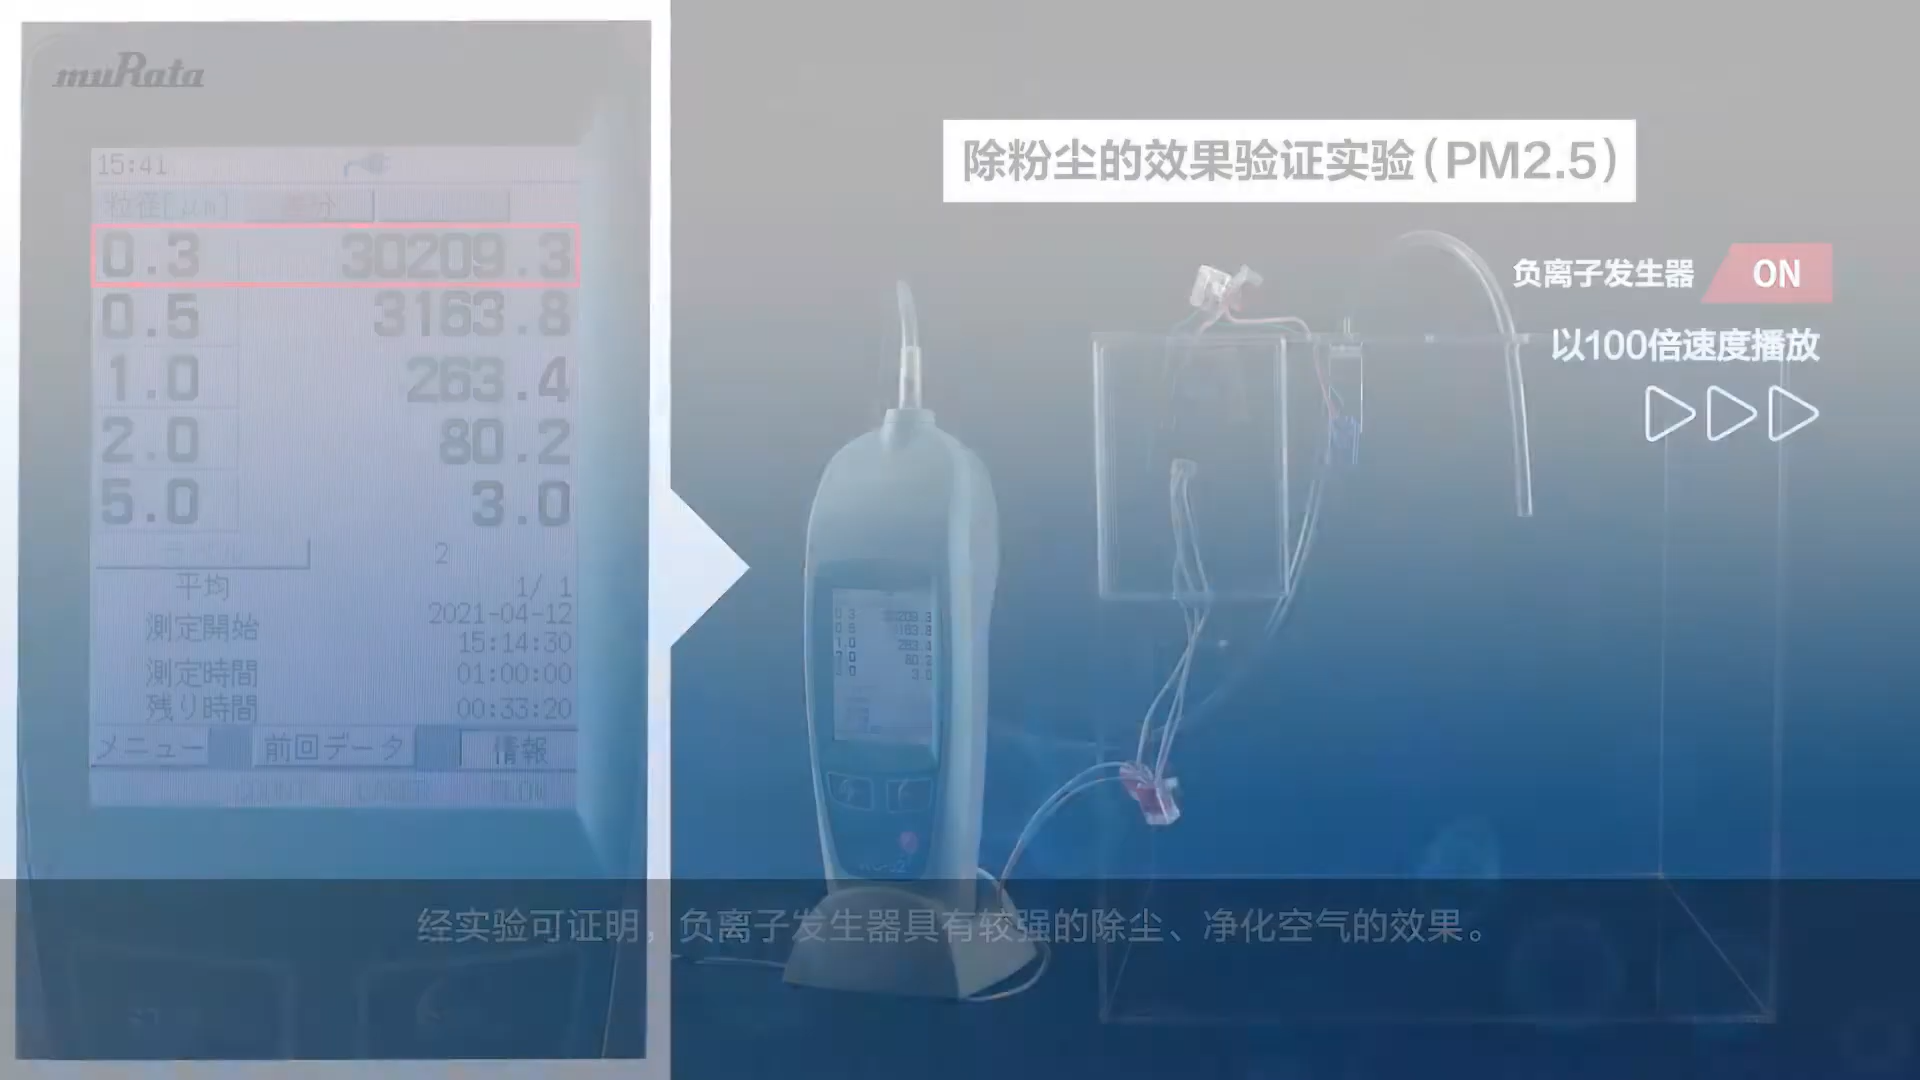 muRata
15:41
粒径[μm] 差分
0.3 30209.3
0.5 3163.8
1.0 263.4
2.0 80.2
5.0 3.0
2
平均 1/ 1
測定開始 2021-04-12
15:14:30
測定時間 01:00:00
残り時間 00:33:20
メニュー 前回データ 情報
除粉尘的效果验证实验(PM2.5)
负离子发生器 ON
以100倍速度播放
经实验可证明，负离子发生器具有较强的除尘、净化空气的效果。